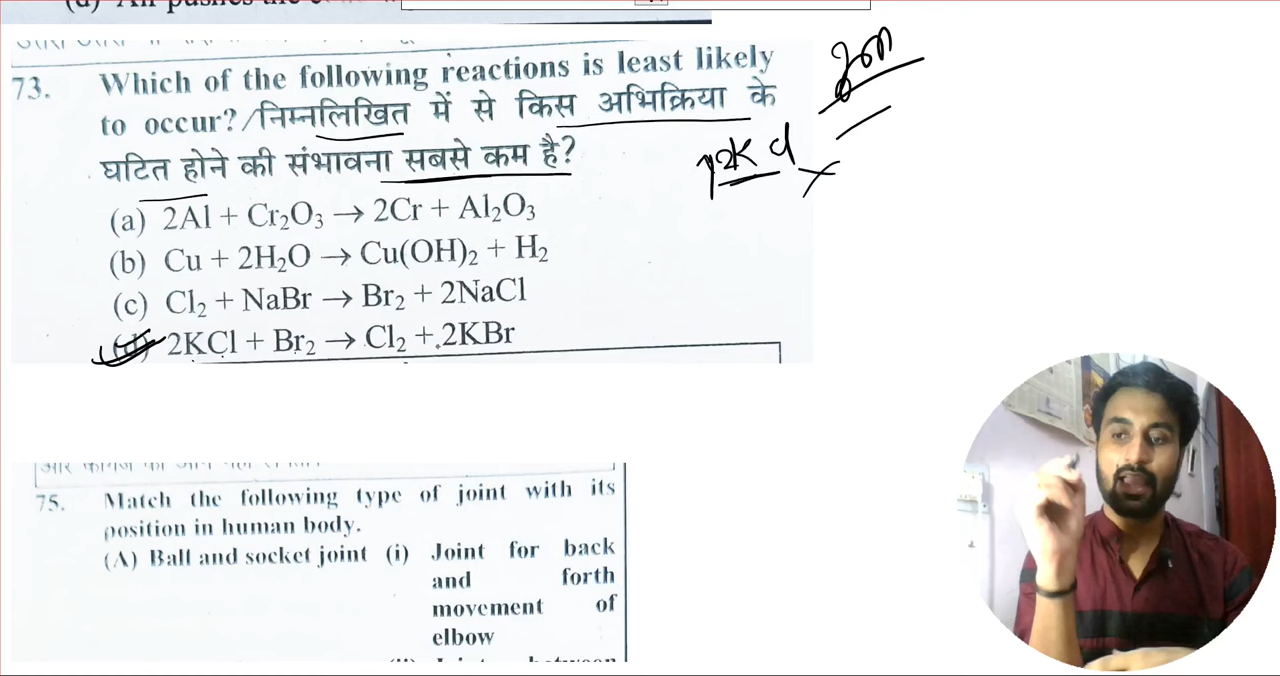 73. Which of the following reactions is least likely
to occur?/निम्नलिखित में से किस अभिक्रिया के
घटित होने की संभावना सबसे कम है?
(a) 2Al + Cr₂O₃ → 2Cr + Al₂O₃
(b) Cu + 2H₂O → Cu(OH)₂ + H₂
(c) Cl₂ + NaBr → Br₂ + 2NaCl
(d) 2KCl + Br₂ → Cl₂ + 2KBr
75. Match the following type of joint with its
position in human body.
(A) Ball and socket joint (i) Joint for back
and forth
movement of
elbow